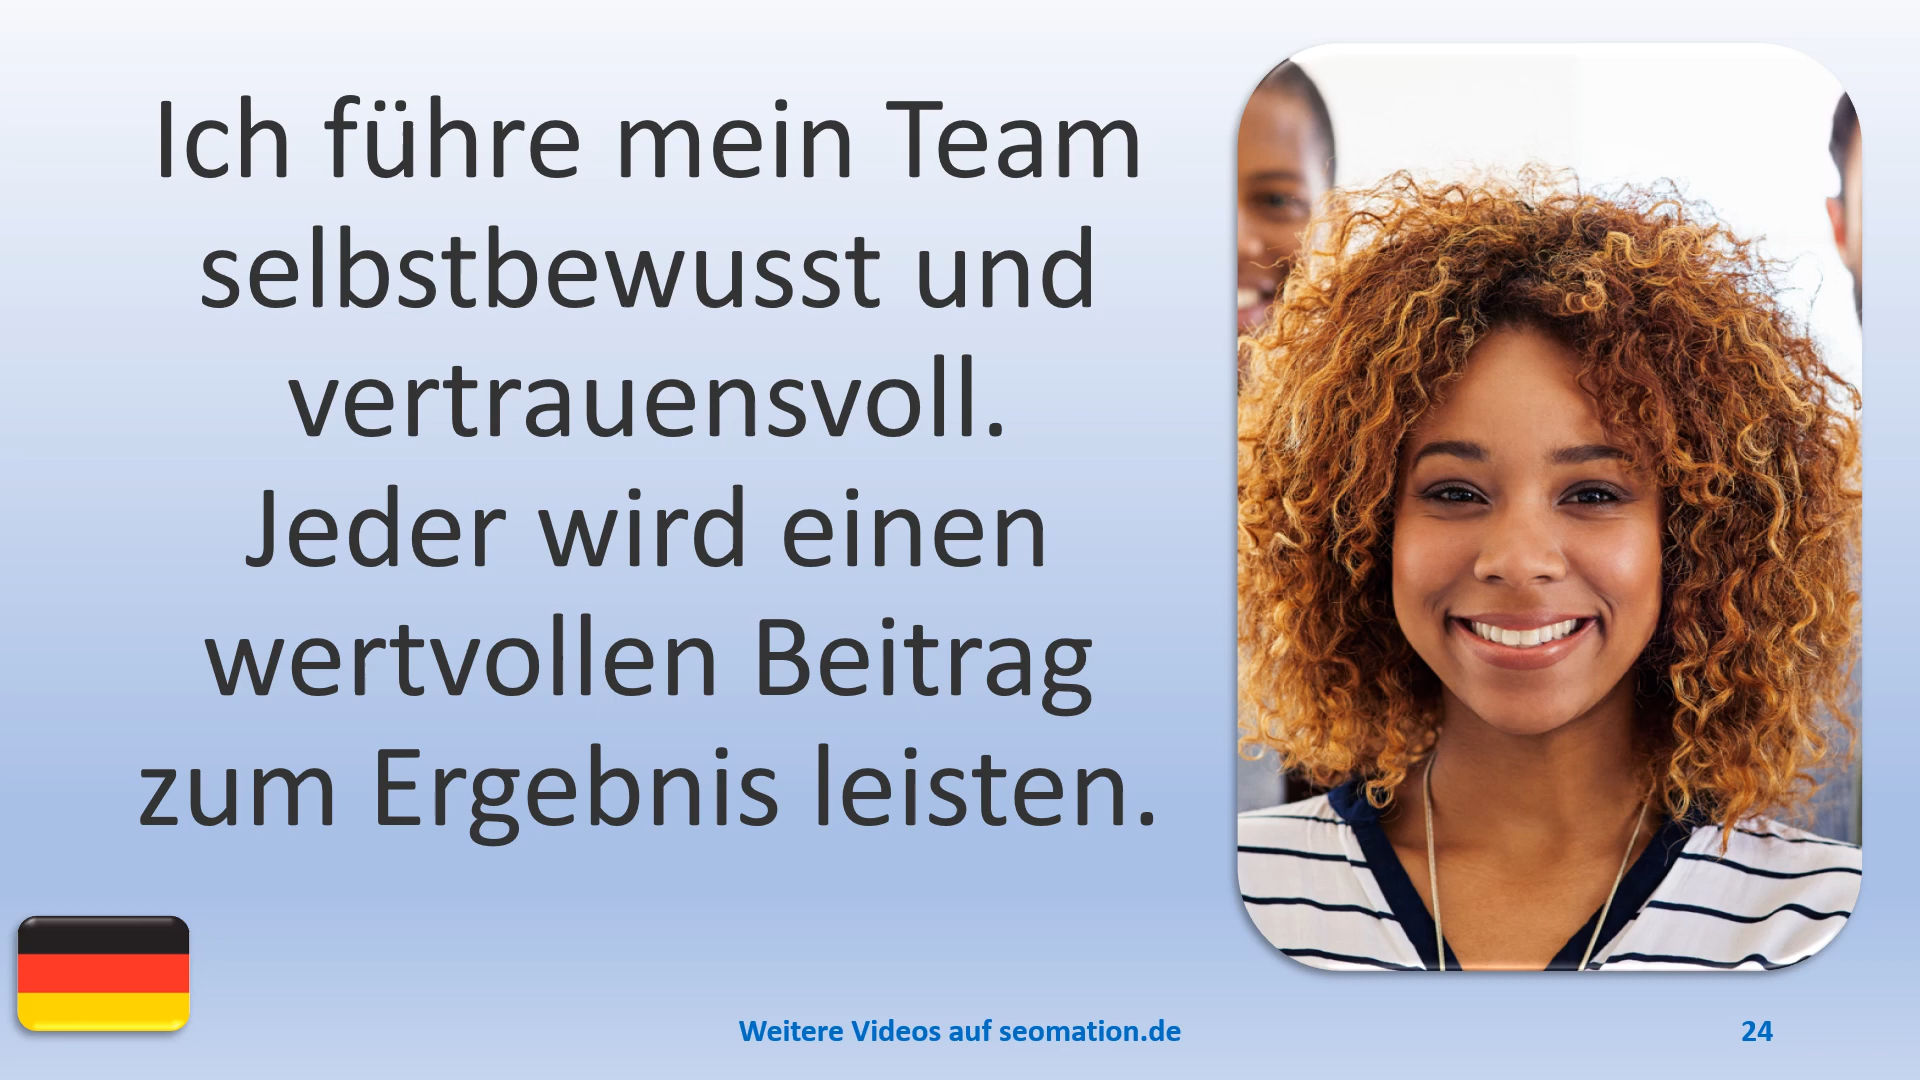 Ich führe mein Team
selbstbewusst und
vertrauensvoll.
Jeder wird einen
wertvollen Beitrag
zum Ergebnis leisten.
Weitere Videos auf seomation.de
24